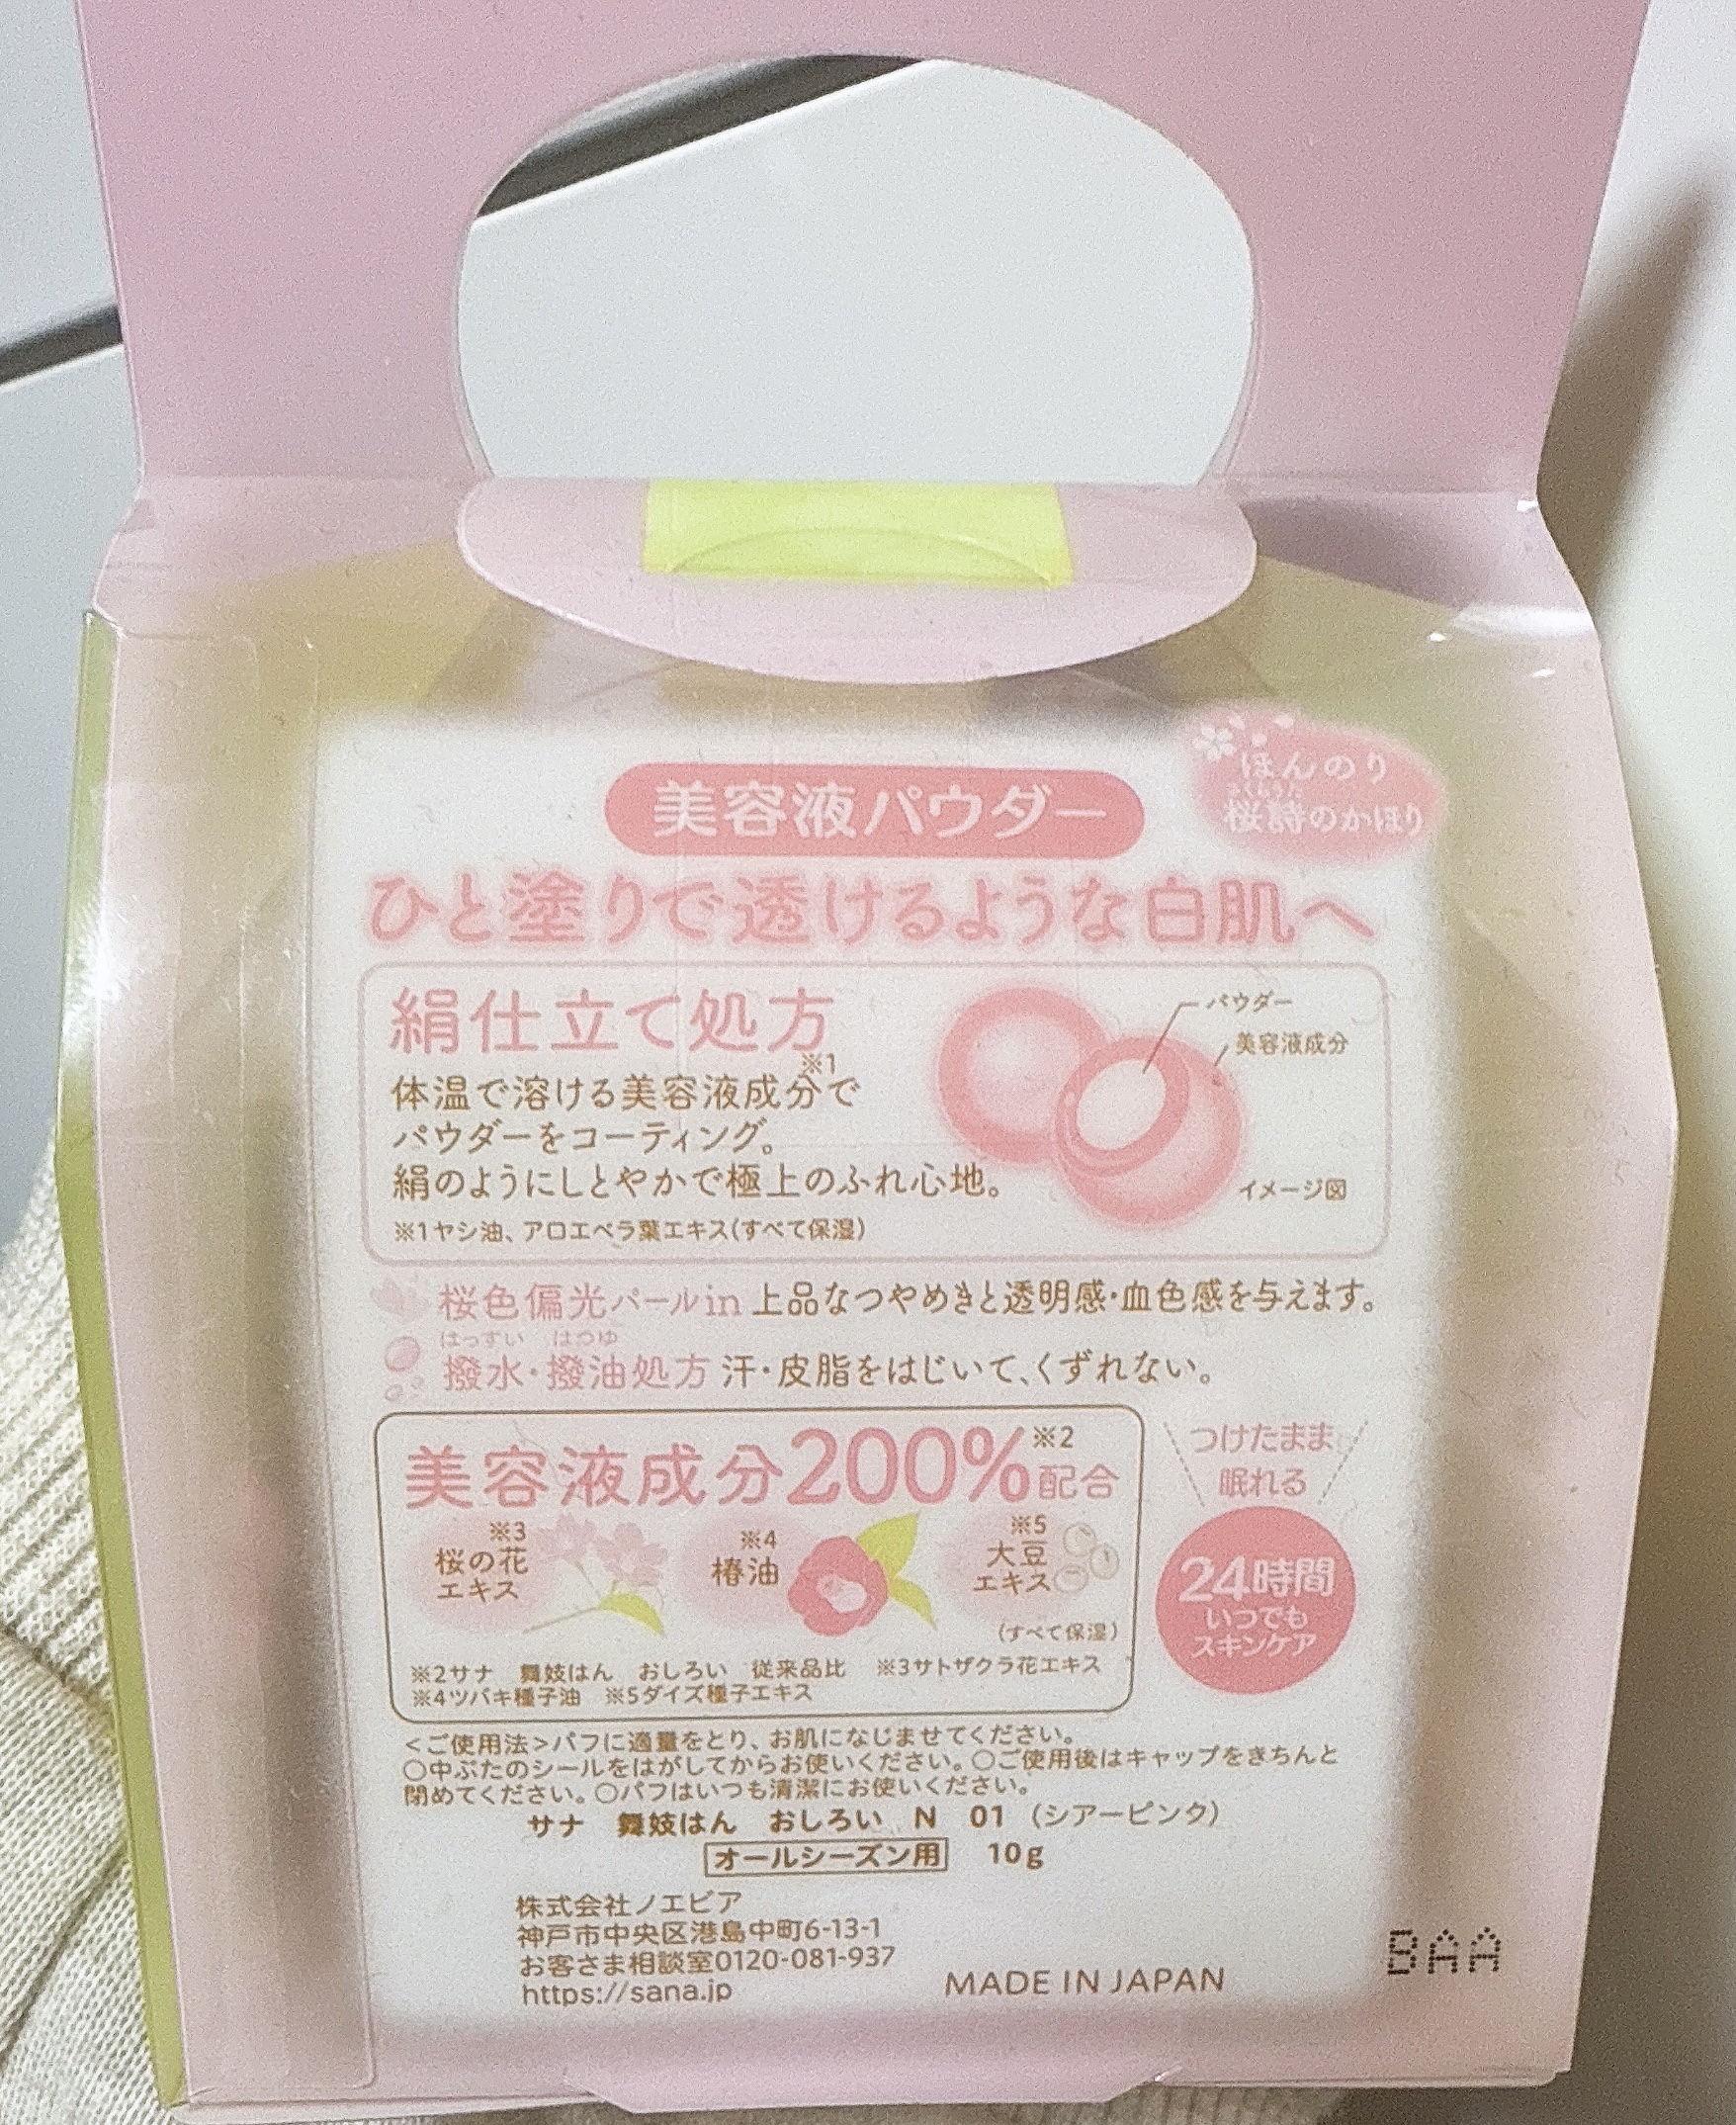 ほんのり
さくらうた
桜詩のかほり
美容液パウダー
ひと塗りで透けるような白肌へ
絹仕立て処方
パウダー
美容液成分
体温で溶ける美容液成分※1で
パウダーをコーティング。
絹のようにしとやかで極上のふれ心地。
イメージ図
※1ヤシ油、アロエベラ葉エキス(すべて保湿)
桜色偏光パールin 上品なつやめきと透明感・血色感を与えます。
はっすい はつゆ
撥水・撥油処方 汗・皮脂をはじいて、くずれない。
美容液成分200%※2配合
※3
桜の花
エキス
※4
椿油
※5
大豆
エキス
(すべて保湿)
※2サナ 舞妓はん おしろい 従来品比 ※3サトザクラ花エキス
※4ツバキ種子油 ※5ダイズ種子エキス
つけたまま
眠れる
24時間
いつでも
スキンケア
<ご使用法>パフに適量をとり、お肌になじませてください。
○中ぶたのシールをはがしてからお使いください。○ご使用後はキャップをきちんと
閉めてください。○パフはいつも清潔にお使いください。
サナ 舞妓はん おしろい N 01 (シアーピンク)
オールシーズン用 10g
株式会社ノエビア
神戸市中央区港島中町6-13-1
お客さま相談室0120-081-937
https://sana.jp
MADE IN JAPAN
BAA